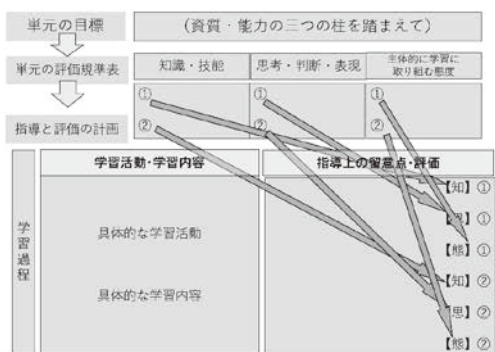 単元の目標
(資質・能力の三つの柱を踏まえて)
単元の評価規準表
知識・技能
思考・判断・表現
主体的に学習に
取り組む態度
① ① ①
② ② ②
指導と評価の計画
学習活動・学習内容
指導上の留意点・評価
学習過程
具体的な学習活動
具体的な学習内容
【知】①
【思】①
【態】①
【知】②
【思】②
【態】②